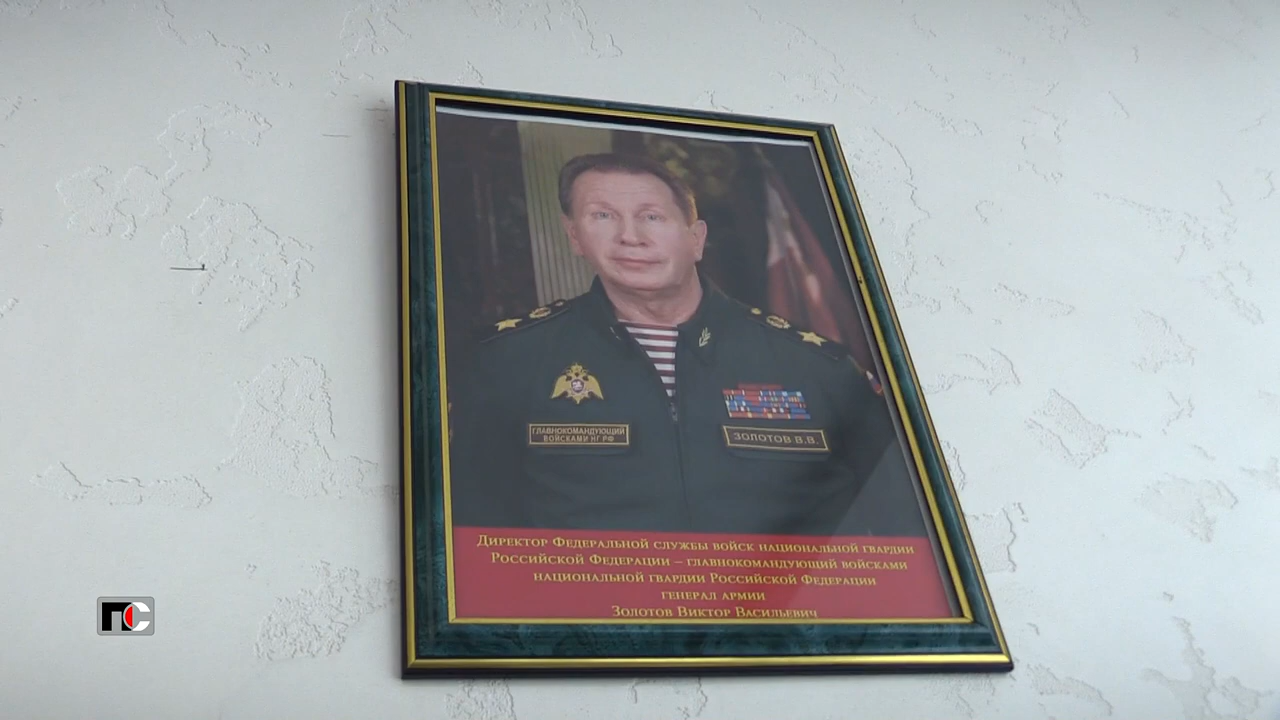 ГЛАВНОКОМАНДУЮЩИЙ
ВОЙСКАМИ НГ РФ
ЗОЛОТОВ В.В.
Директор Федеральной службы войск национальной гвардии
Российской Федерации – главнокомандующий войсками
национальной гвардии Российской Федерации
генерал армии
Золотов Виктор Васильевич
ПС